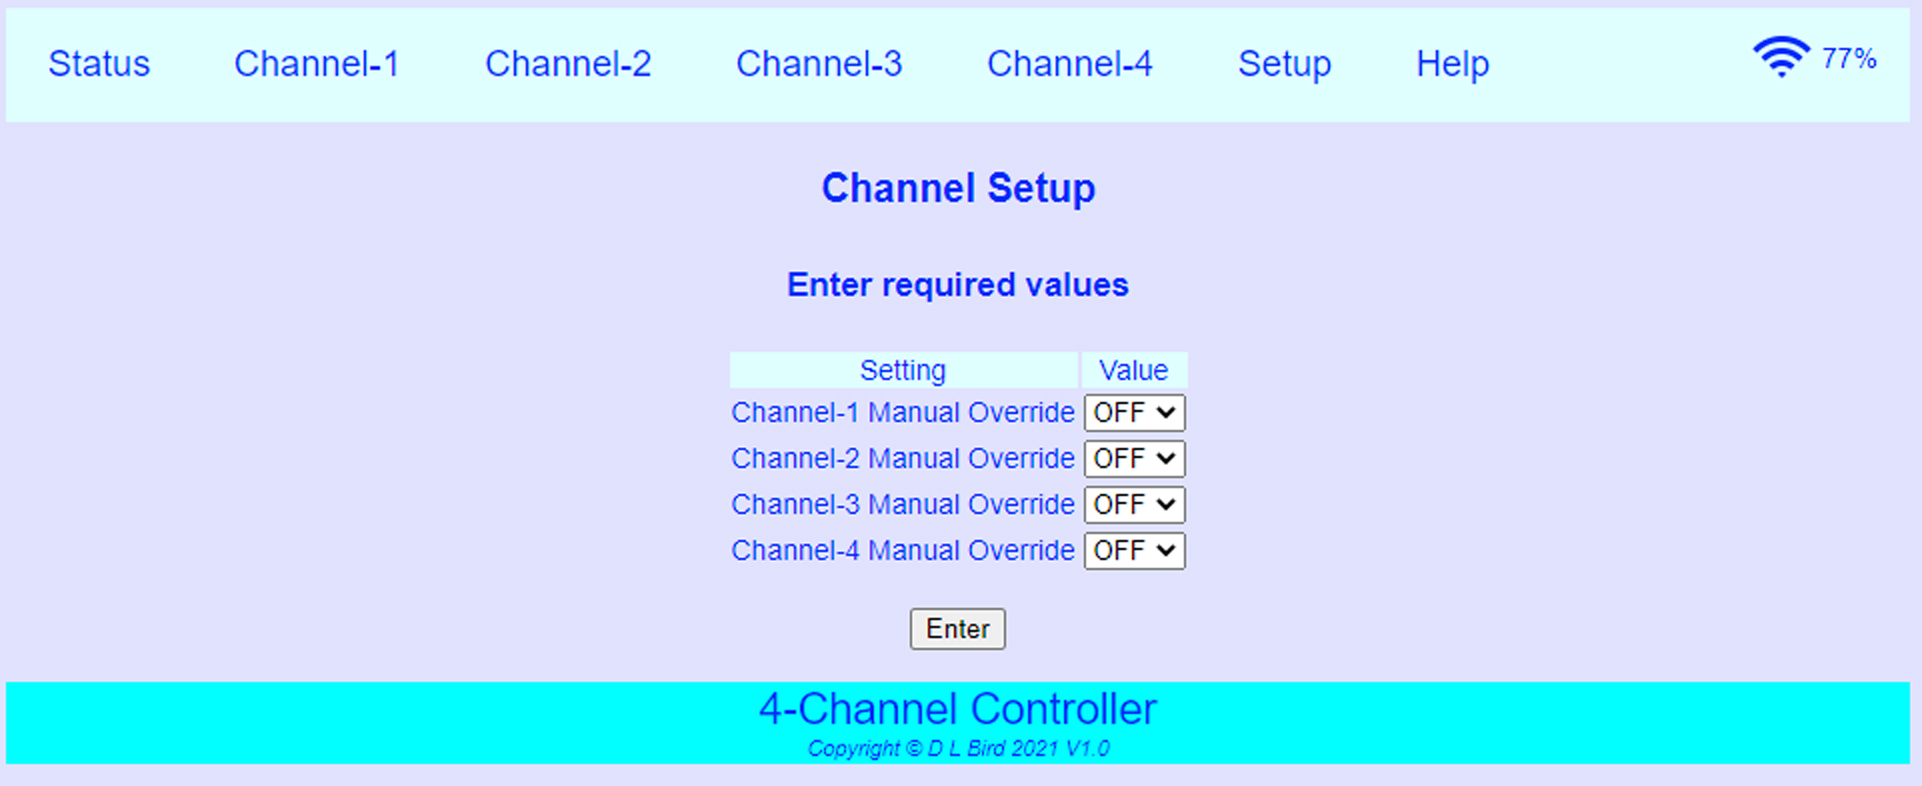 Status Channel-1 Channel-2 Channel-3 Channel-4 Setup Help 77%
Channel Setup
Enter required values
Setting Value
Channel-1 Manual Override OFF
Channel-2 Manual Override OFF
Channel-3 Manual Override OFF
Channel-4 Manual Override OFF
Enter
4-Channel Controller
Copyright © D L Bird 2021 V1.0